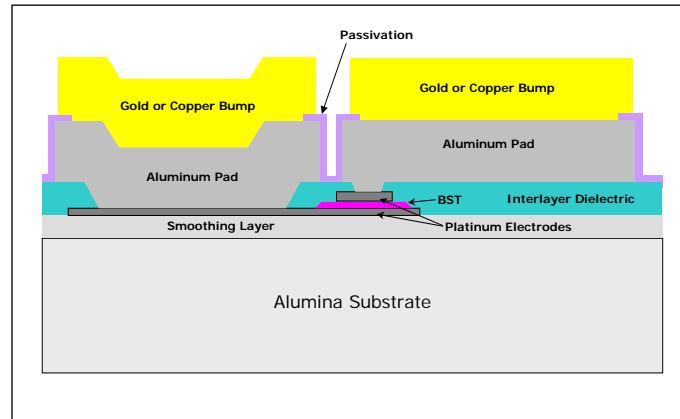 Passivation
Gold or Copper Bump
Gold or Copper Bump
Aluminum Pad
Aluminum Pad
BST
Interlayer Dielectric
Smoothing Layer
Platinum Electrodes
Alumina Substrate